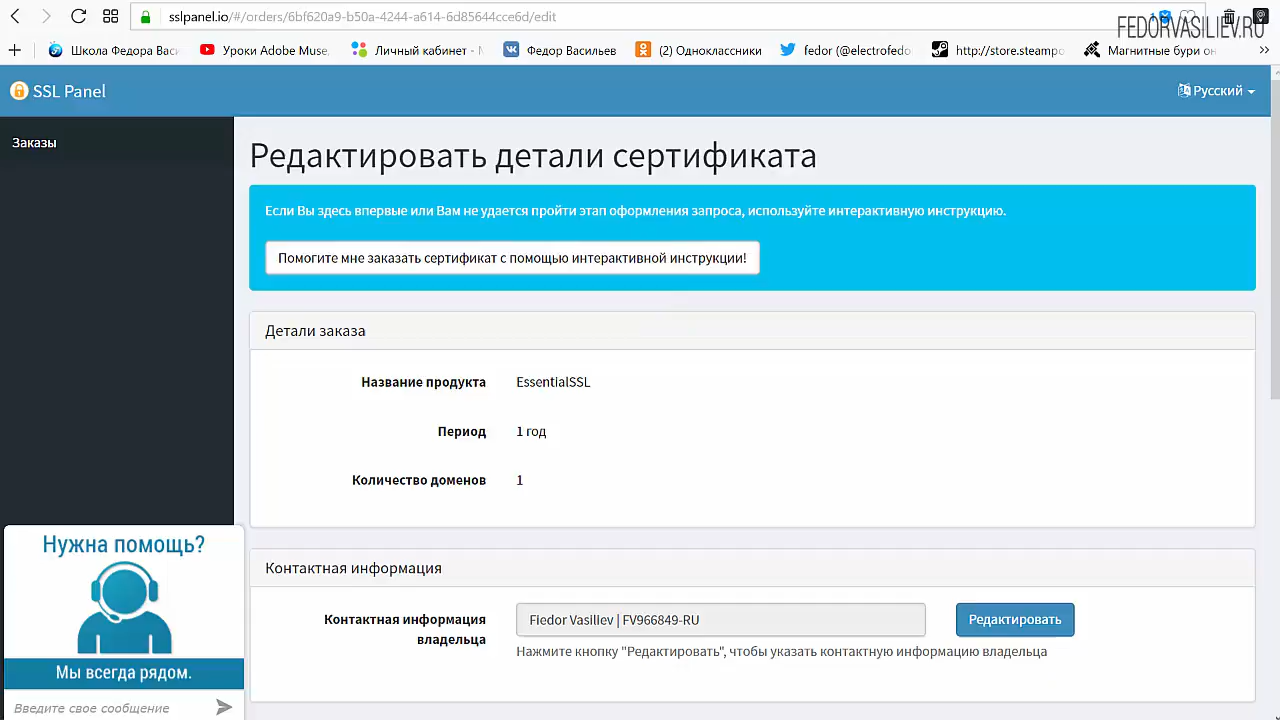 sslpanel.io/#/orders/6bf620a9-b50a-4244-a614-6d85644cce6d/edit
FEDORVASILIEV.RU
Школа Федора Вас
Уроки Adobe Muse,
Личный кабинет -
Федор Васильев
(2) Одноклассники
fedor (@electrofedo
http://store.steampo
Магнитные бури он
SSL Panel
Русский
Заказы
Редактировать детали сертификата
Если Вы здесь впервые или Вам не удается пройти этап оформления запроса, используйте интерактивную инструкцию.
Помогите мне заказать сертификат с помощью интерактивной инструкции!
Детали заказа
Название продукта EssentialSSL
Период 1 год
Количество доменов 1
Контактная информация
Контактная информация владельца
Fiedor Vasiliev | FV966849-RU
Редактировать
Нажмите кнопку "Редактировать", чтобы указать контактную информацию владельца
Нужна помощь?
Мы всегда рядом.
Введите свое сообщение